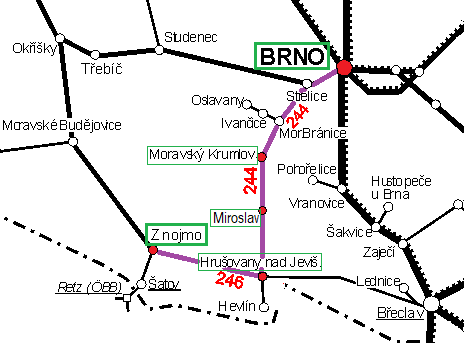 Studenec
Okříšky
BRNO
Třebíč
Střelice
Oslavany
244
Ivančice
MorBránice
Moravské Budějovice
Moravský Krumlov
244
Pohořelice
Hustopeče
u Brna
Vranovice
Miroslav
Šakvice
Znojmo
Zaječí
Hrušovany nad Jeviš
246
Šatov
Retz (ÖBB)
Lednice
Hevlín
Břeclav